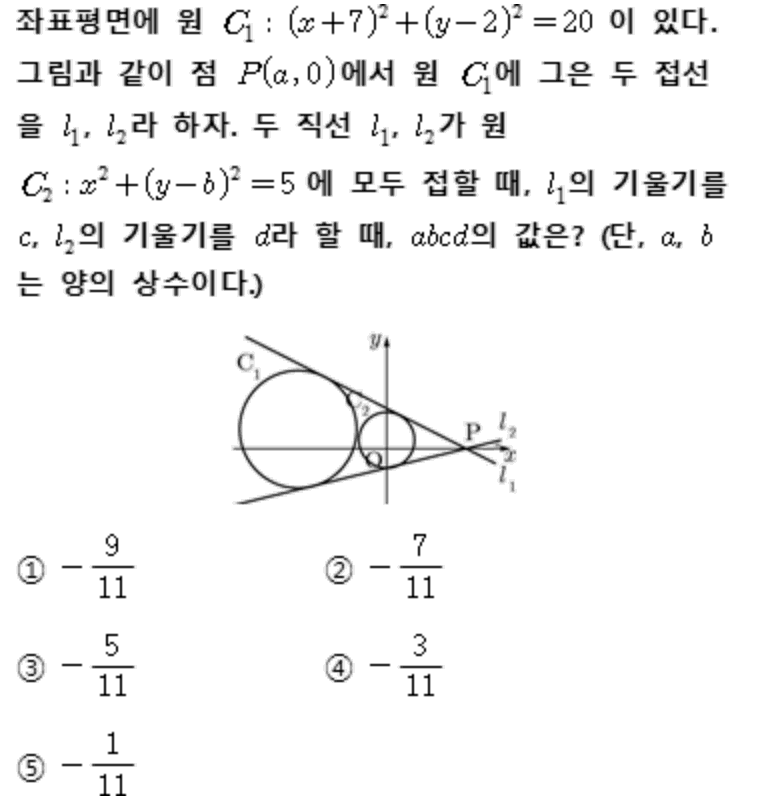 좌표평면에 원 C₁ : (x+7)²+(y−2)²=20 이 있다.
그림과 같이 점 P(a, 0)에서 원 C₁에 그은 두 접선
을 l₁, l₂라 하자. 두 직선 l₁, l₂가 원
C₂ : x²+(y−b)²=5 에 모두 접할 때, l₁의 기울기를
c, l₂의 기울기를 d라 할 때, abcd의 값은? (단, a, b
는 양의 상수이다.)
y
C₁
C₂
P
l₂
O
x
l₁
① −9/11 ② −7/11
③ −5/11 ④ −3/11
⑤ −1/11